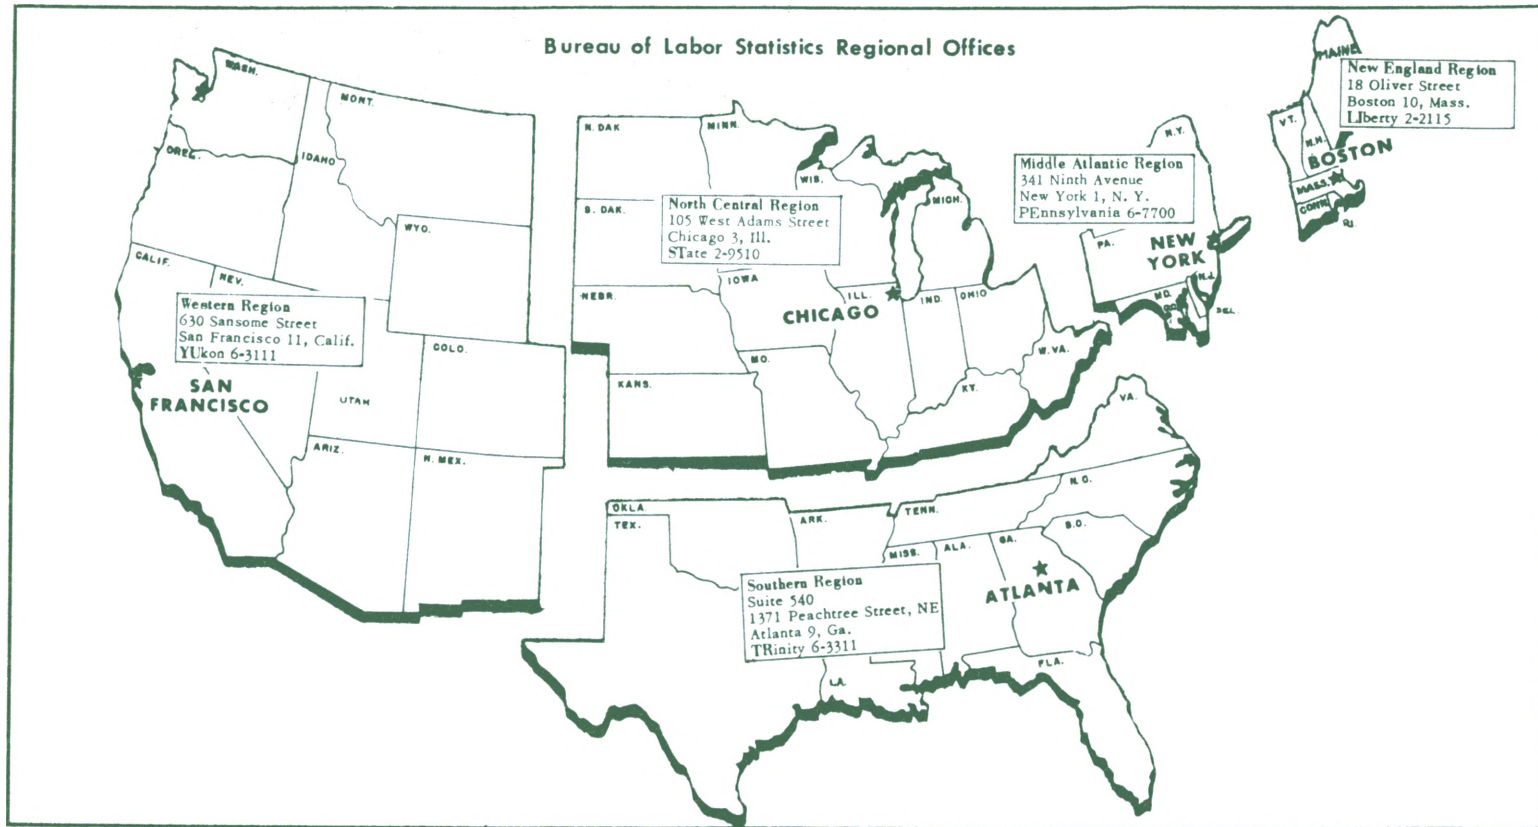 Bureau of Labor Statistics Regional Offices
WASH.
MONT.
OREG.
IDAHO
WYO.
CALIF.
NEV.
Western Region
630 Sansome Street
San Francisco 11, Calif.
YUkon 6-3111
SAN
FRANCISCO
UTAH
COLO.
ARIZ.
N. MEX.
N. DAK
MINN.
S. DAK.
WIS.
MICH.
North Central Region
105 West Adams Street
Chicago 3, Ill.
STate 2-9510
NEBR.
IOWA
ILL.
IND.
OHIO
CHICAGO
KANS.
MO.
KY.
W. VA.
MAINE
New England Region
18 Oliver Street
Boston 10, Mass.
LIberty 2-2115
VT.
N.H.
BOSTON
MASS.
CONN.
R.I.
N.Y.
Middle Atlantic Region
341 Ninth Avenue
New York 1, N. Y.
PEnnsylvania 6-7700
PA.
NEW
YORK
N.J.
MD.
D.C.
DEL.
VA.
OKLA.
TEX.
ARK.
TENN.
N.C.
S.C.
MISS.
ALA.
GA.
ATLANTA
Southern Region
Suite 540
1371 Peachtree Street, NE
Atlanta 9, Ga.
TRinity 6-3311
LA.
FLA.